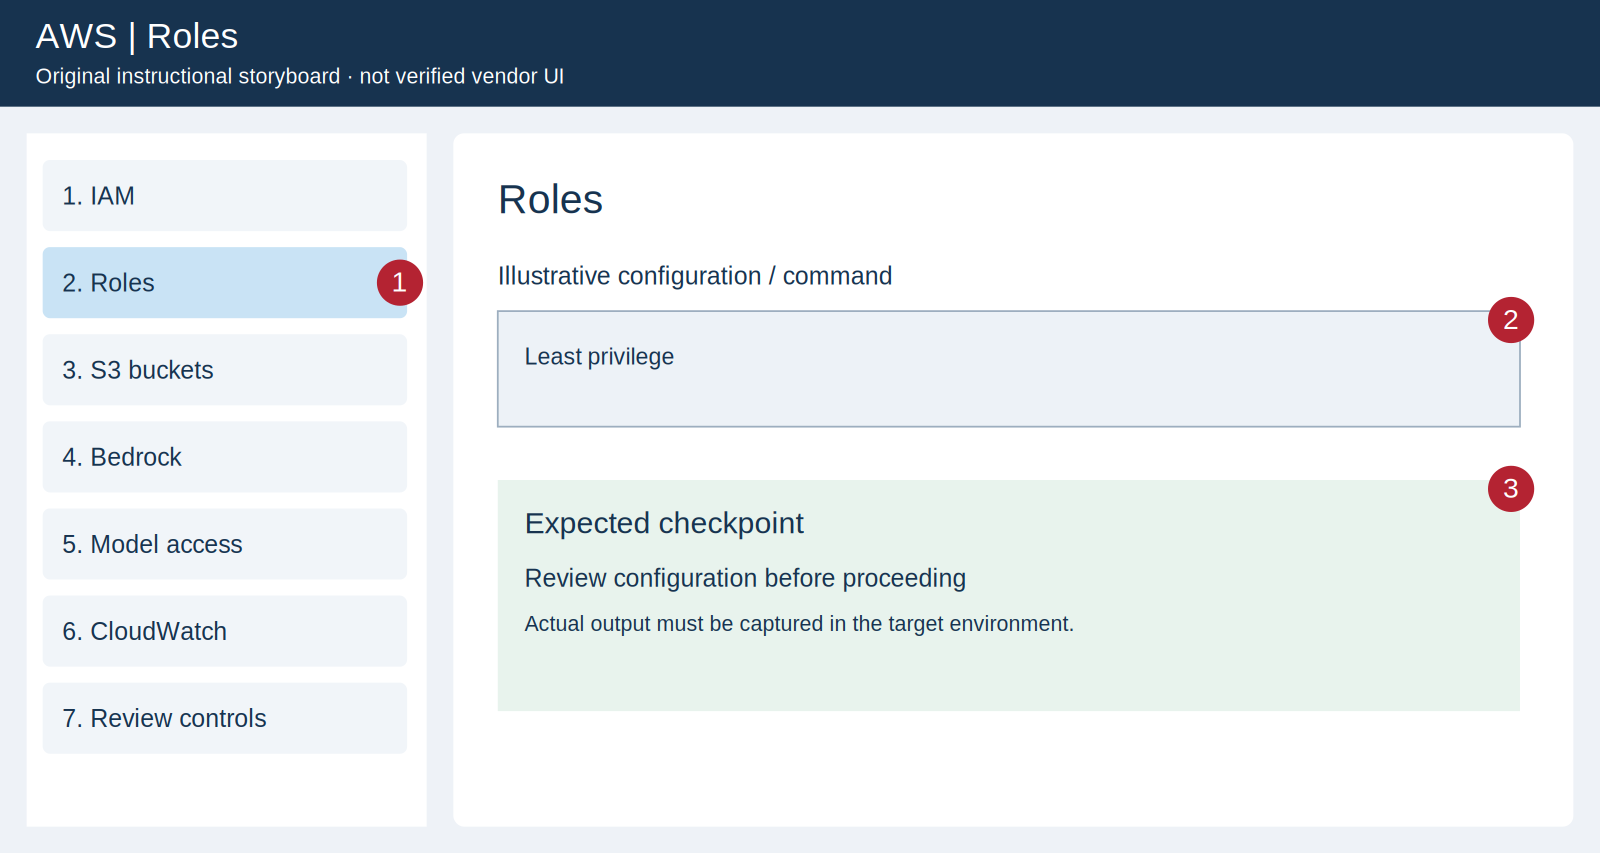 AWS | Roles
Original instructional storyboard · not verified vendor UI
1. IAM
2. Roles
1
3. S3 buckets
4. Bedrock
5. Model access
6. CloudWatch
7. Review controls
Roles
Illustrative configuration / command
2
Least privilege
3
Expected checkpoint
Review configuration before proceeding
Actual output must be captured in the target environment.